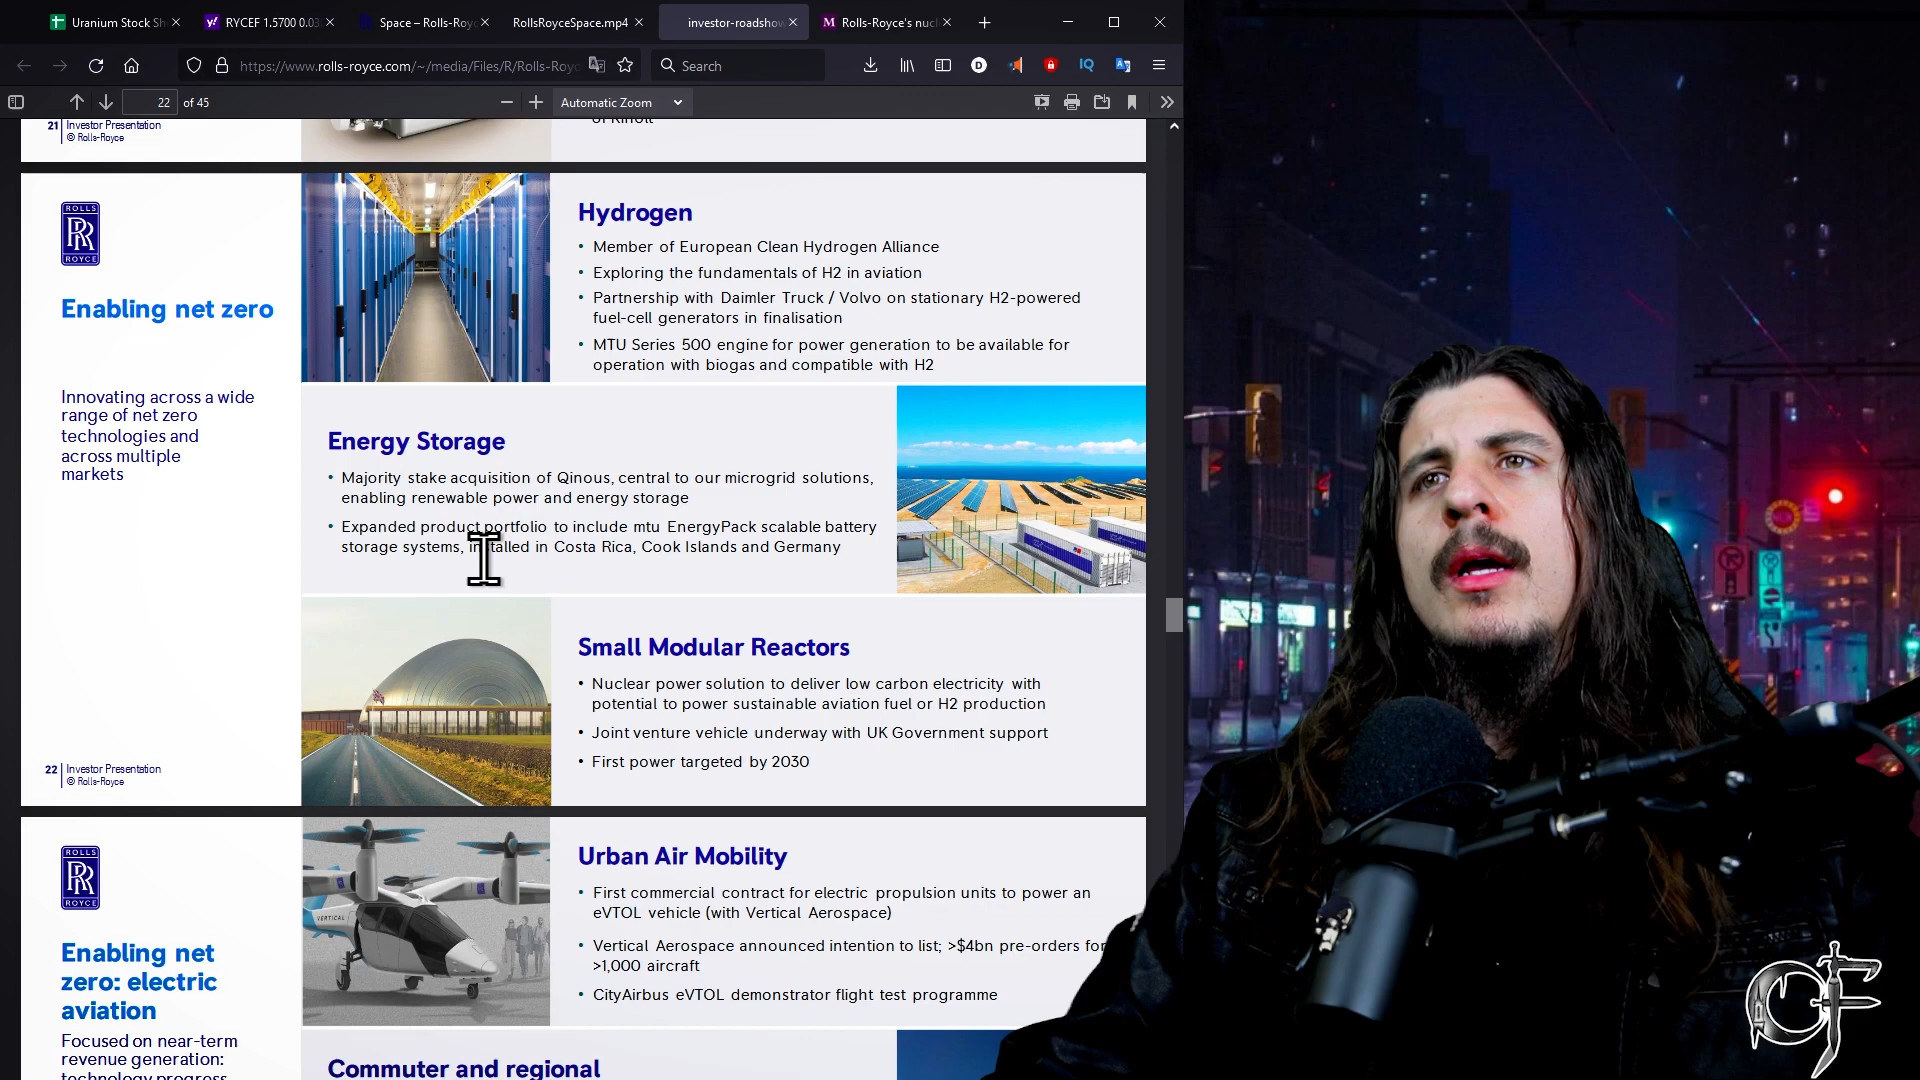 Uranium Stock Sh
RYCEF 1.5700 0.03
Space – Rolls-Roy
RollsRoyceSpace.mp4
investor-roadshow
Rolls-Royce's nuc
https://www.rolls-royce.com/~/media/Files/R/Rolls-Royc
Search
22 of 45
Automatic Zoom
21 Investor Presentation
© Rolls-Royce
ROLLS
RR
ROYCE
Enabling net zero
Innovating across a wide
range of net zero
technologies and
across multiple
markets
22 Investor Presentation
© Rolls-Royce
Hydrogen
• Member of European Clean Hydrogen Alliance
• Exploring the fundamentals of H2 in aviation
• Partnership with Daimler Truck / Volvo on stationary H2-powered
fuel-cell generators in finalisation
• MTU Series 500 engine for power generation to be available for
operation with biogas and compatible with H2
Energy Storage
• Majority stake acquisition of Qinous, central to our microgrid solutions,
enabling renewable power and energy storage
• Expanded product portfolio to include mtu EnergyPack scalable battery
storage systems, installed in Costa Rica, Cook Islands and Germany
Small Modular Reactors
• Nuclear power solution to deliver low carbon electricity with
potential to power sustainable aviation fuel or H2 production
• Joint venture vehicle underway with UK Government support
• First power targeted by 2030
ROLLS
RR
ROYCE
Enabling net
zero: electric
aviation
Focused on near-term
revenue generation:
technology progress
VERTICAL
Urban Air Mobility
• First commercial contract for electric propulsion units to power an
eVTOL vehicle (with Vertical Aerospace)
• Vertical Aerospace announced intention to list; >$4bn pre-orders for
>1,000 aircraft
• CityAirbus eVTOL demonstrator flight test programme
Commuter and regional